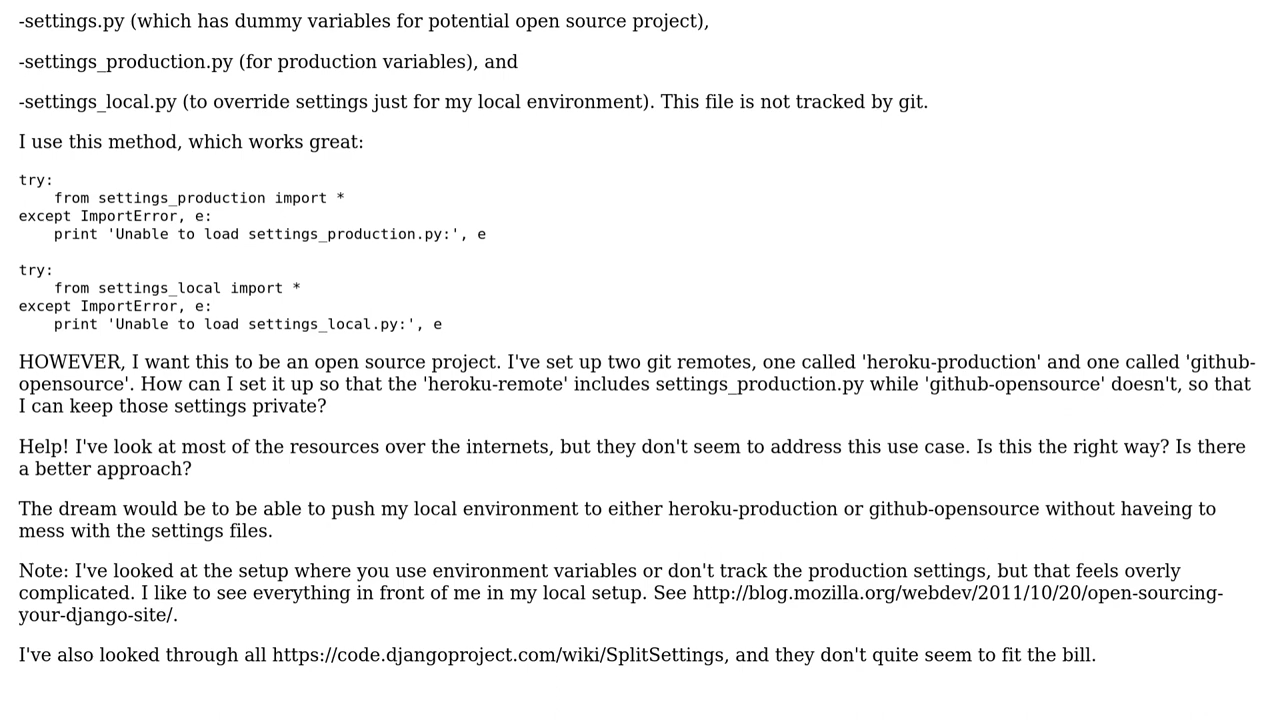 -settings.py (which has dummy variables for potential open source project),
-settings_production.py (for production variables), and
-settings_local.py (to override settings just for my local environment). This file is not tracked by git.
I use this method, which works great:
try:
    from settings_production import *
except ImportError, e:
    print 'Unable to load settings_production.py:', e
try:
    from settings_local import *
except ImportError, e:
    print 'Unable to load settings_local.py:', e
HOWEVER, I want this to be an open source project. I've set up two git remotes, one called 'heroku-production' and one called 'github-
opensource'. How can I set it up so that the 'heroku-remote' includes settings_production.py while 'github-opensource' doesn't, so that
I can keep those settings private?
Help! I've look at most of the resources over the internets, but they don't seem to address this use case. Is this the right way? Is there
a better approach?
The dream would be to be able to push my local environment to either heroku-production or github-opensource without haveing to
mess with the settings files.
Note: I've looked at the setup where you use environment variables or don't track the production settings, but that feels overly
complicated. I like to see everything in front of me in my local setup. See http://blog.mozilla.org/webdev/2011/10/20/open-sourcing-
your-django-site/.
I've also looked through all https://code.djangoproject.com/wiki/SplitSettings, and they don't quite seem to fit the bill.